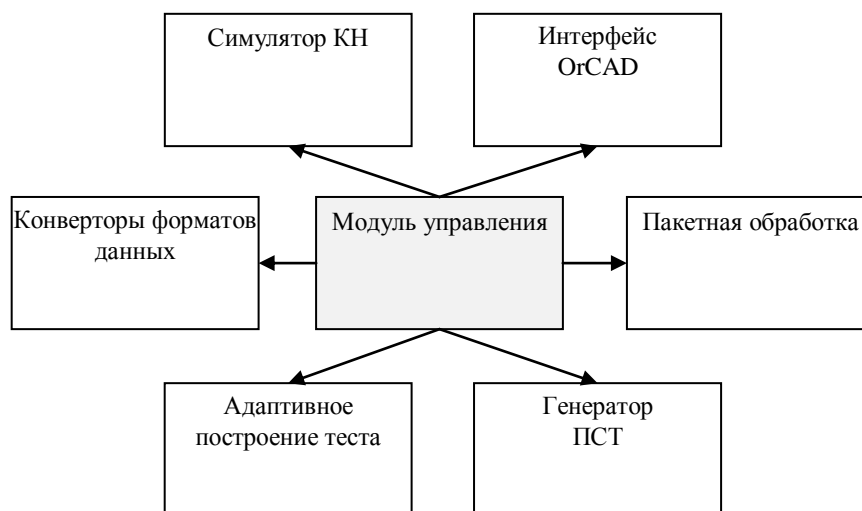 Симулятор КН
Интерфейс
OrCAD
Конверторы форматов
данных
Модуль управления
Пакетная обработка
Адаптивное
построение теста
Генератор
ПСТ